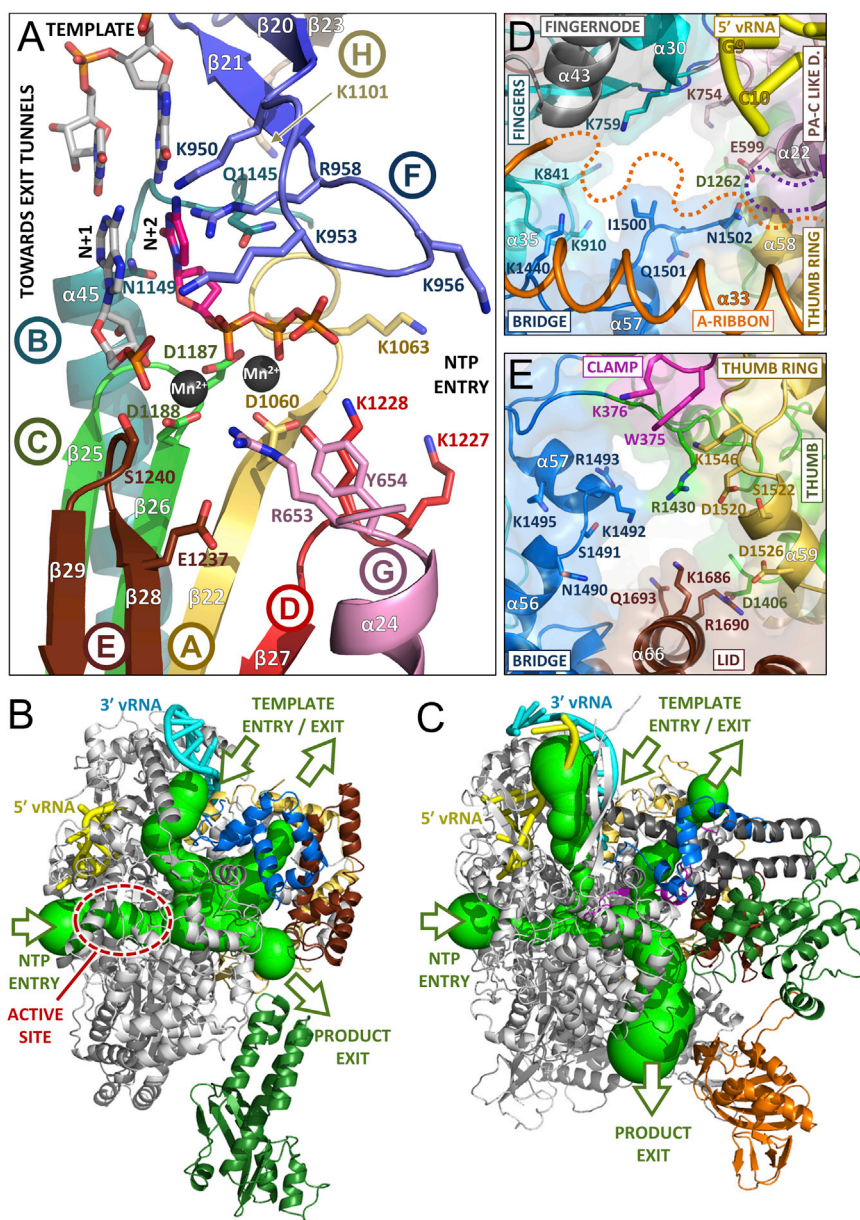 A
TEMPLATE
β20
β23
β21
H
K1101
TOWARDS EXIT TUNNELS
K950
Q1145
R958
F
N+1
N+2
K953
K956
α45
N1149
B
D1187
K1063
Mn²⁺
Mn²⁺
NTP
ENTRY
D1188
D1060
K1228
C
K1227
β25
S1240
Y654
β26
R653
E1237
β29
β22
G
β28
D
α24
E
A
β27
D
FINGERNODE
5' vRNA
α30
G9
α43
K754
C10
PA-C LIKE D.
FINGERS
K759
E599
α22
K841
D1262
I1500
α35
K910
N1502
α58
K1440
Q1501
THUMB RING
α33
BRIDGE
α57
A-RIBBON
E
CLAMP
THUMB RING
K376
W375
α57
R1493
K1546
THUMB
S1522
K1495
R1430
D1520
K1492
S1491
D1526
α59
N1490
K1686
Q1693
D1406
α56
R1690
α66
BRIDGE
LID
B
3' vRNA
TEMPLATE
ENTRY / EXIT
5' vRNA
NTP
ENTRY
ACTIVE
SITE
PRODUCT
EXIT
C
3' vRNA
TEMPLATE
ENTRY / EXIT
5' vRNA
NTP
ENTRY
PRODUCT
EXIT